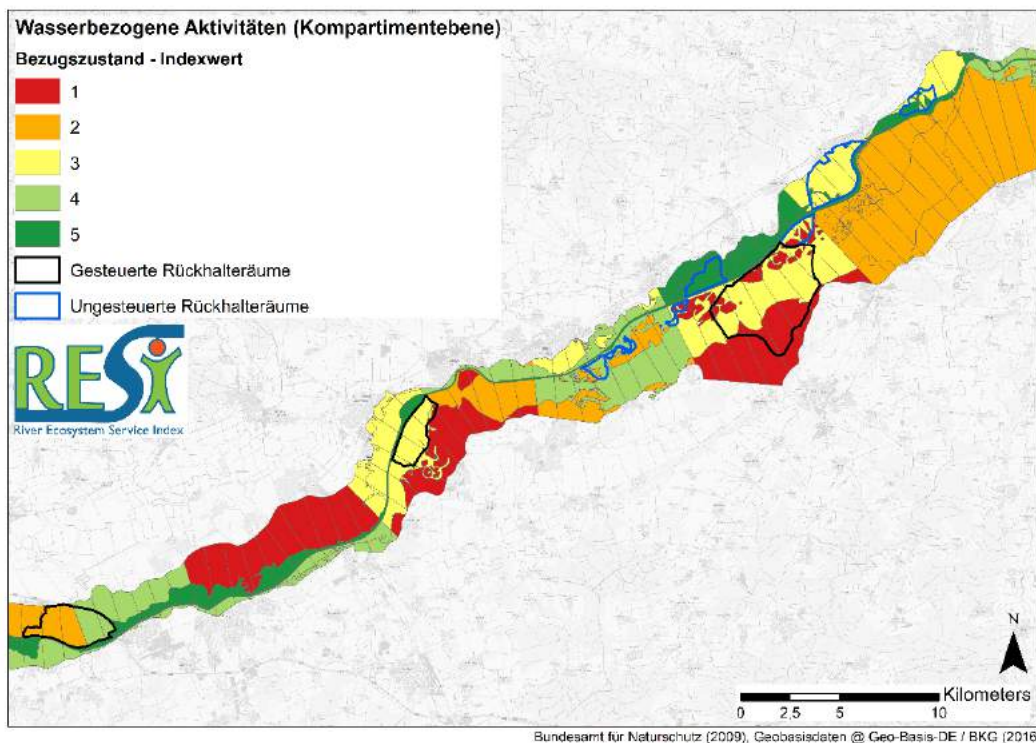 Wasserbezogene Aktivitäten (Kompartimentebene)
Bezugszustand - Indexwert
1
2
3
4
5
Gesteuerte Rückhalteräume
Ungesteuerte Rückhalteräume
RESI
River Ecosystem Service Index
N
Kilometers
0 2,5 5 10
Bundesamt für Naturschutz (2009), Geobasisdaten @ Geo-Basis-DE / BKG (2016